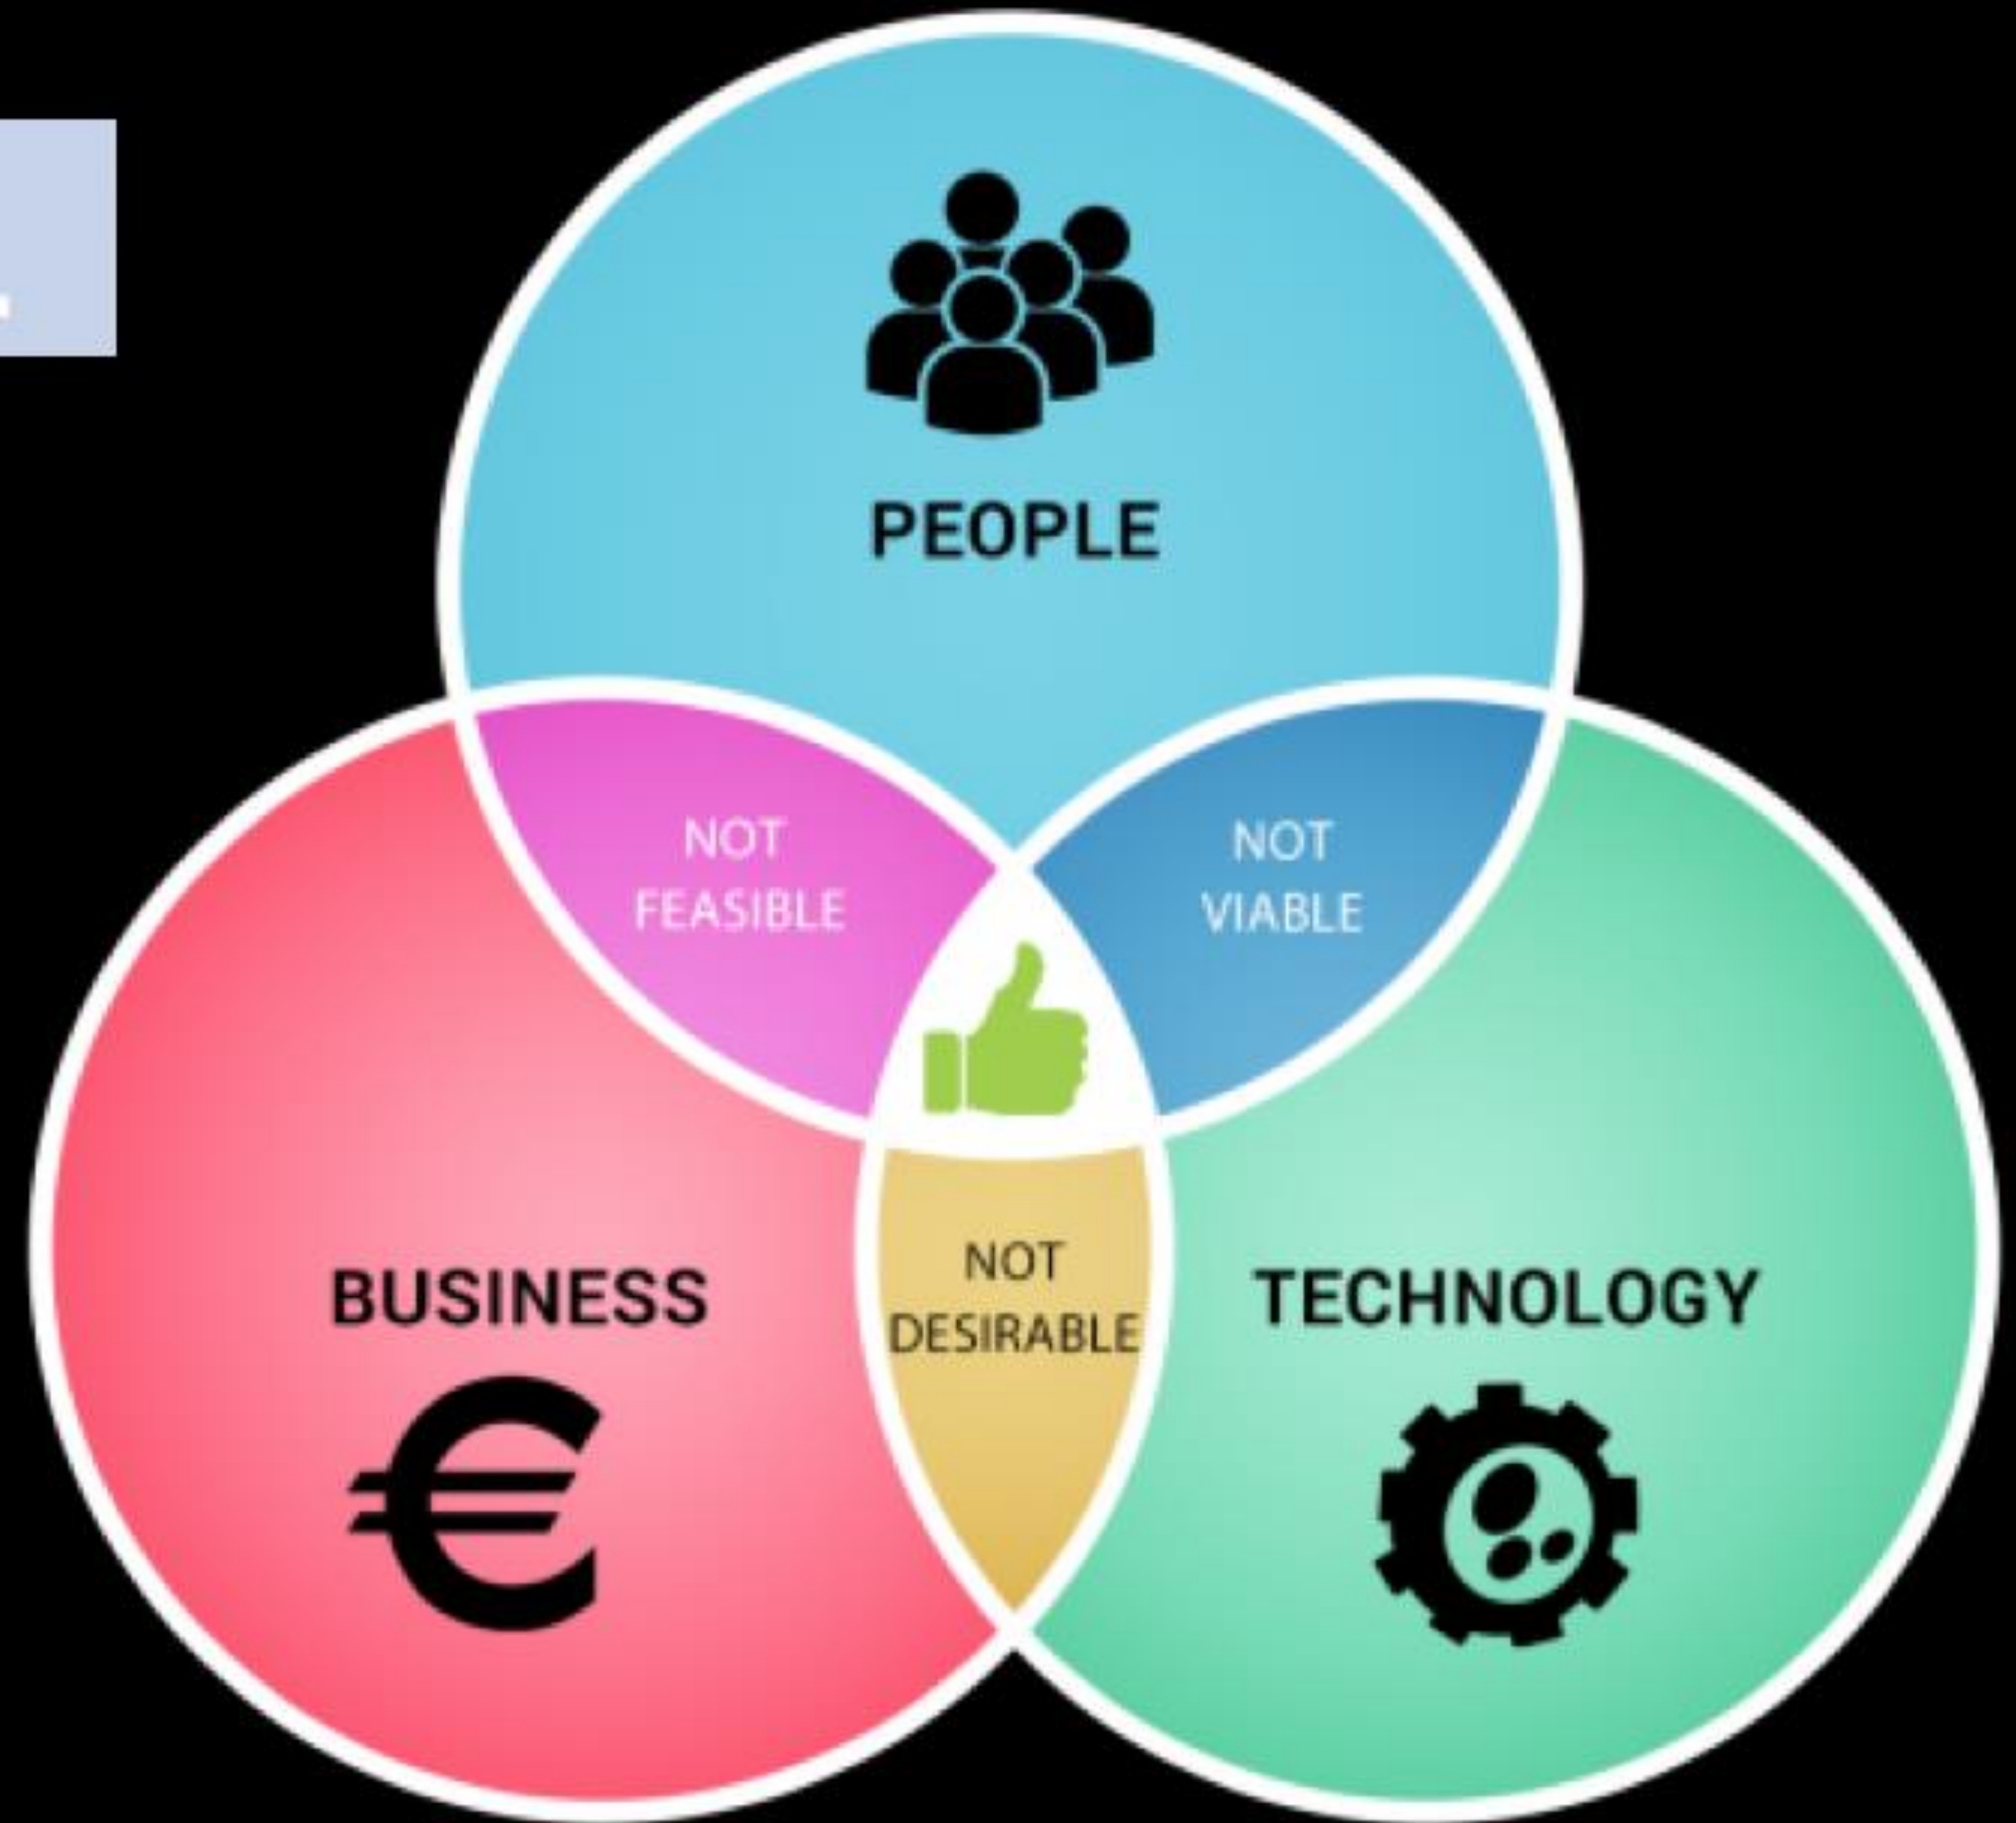 PEOPLE
NOT
FEASIBLE
NOT
VIABLE
NOT
DESIRABLE
BUSINESS
€
TECHNOLOGY